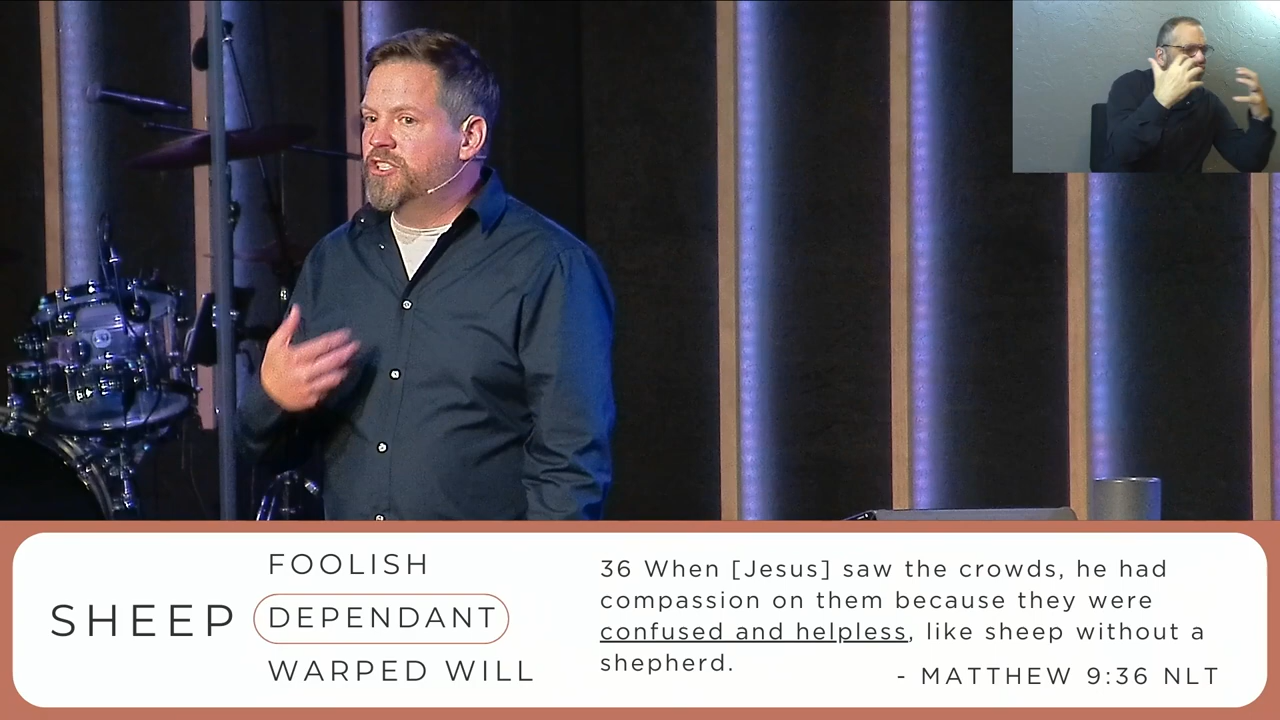 SHEEP
FOOLISH
DEPENDANT
WARPED WILL
36 When [Jesus] saw the crowds, he had
compassion on them because they were
confused and helpless, like sheep without a
shepherd.
- MATTHEW 9:36 NLT